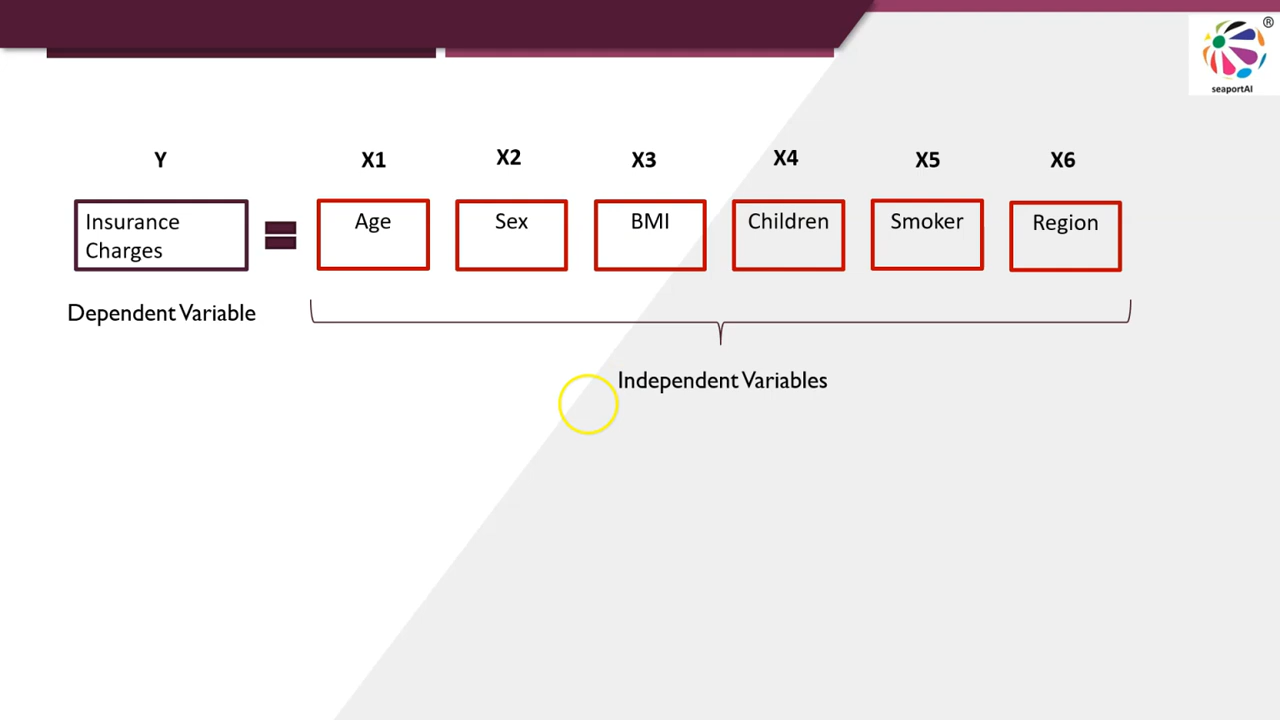 ®
seaportAI
Y X1 X2 X3 X4 X5 X6
Insurance Charges = Age Sex BMI Children Smoker Region
Dependent Variable
Independent Variables